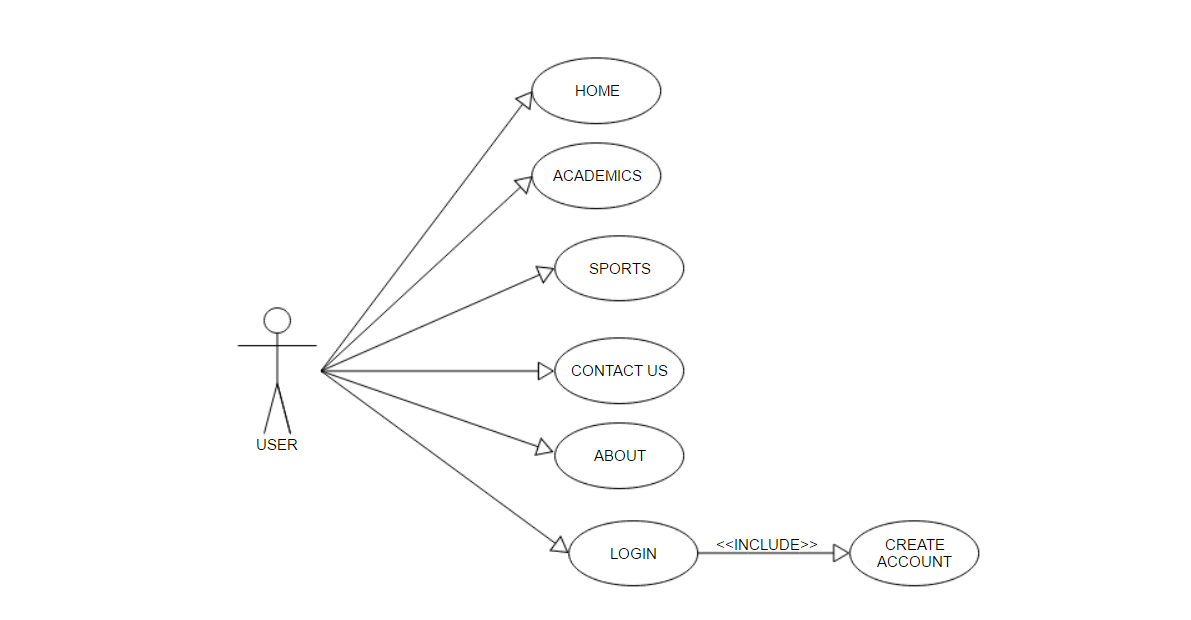 HOME
ACADEMICS
SPORTS
CONTACT US
USER
ABOUT
LOGIN
<<INCLUDE>>
CREATE
ACCOUNT